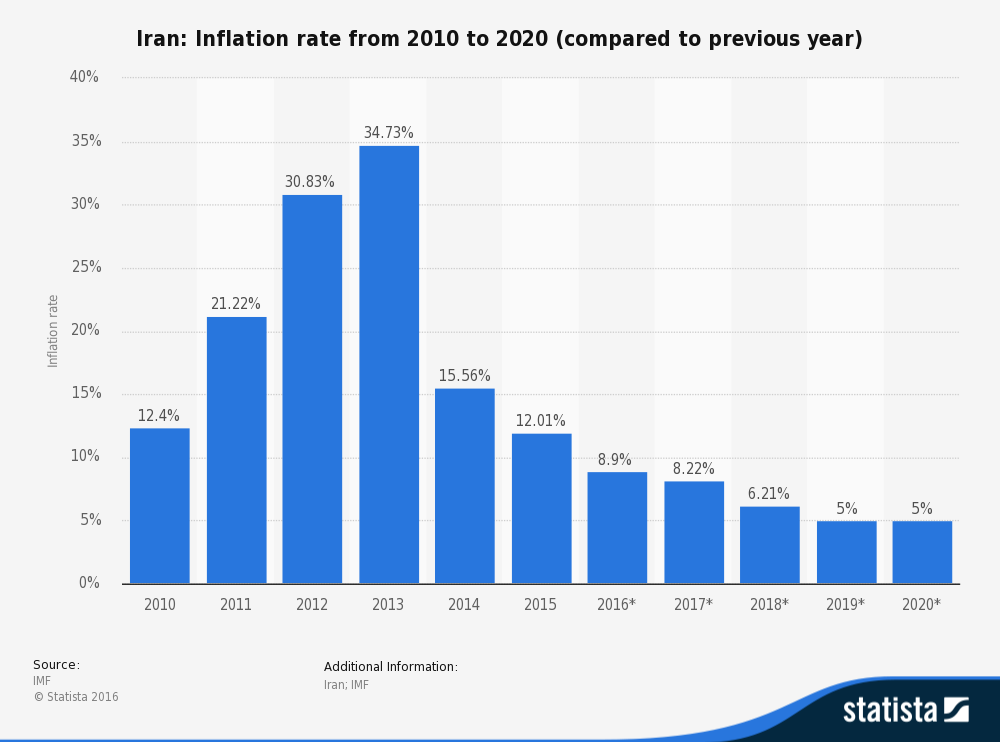 Iran: Inflation rate from 2010 to 2020 (compared to previous year)
40%
35%
30%
25%
20%
15%
10%
5%
0%
Inflation rate
12.4%
21.22%
30.83%
34.73%
15.56%
12.01%
8.9%
8.22%
6.21%
5%
5%
2010 2011 2012 2013 2014 2015 2016* 2017* 2018* 2019* 2020*
Source:
IMF
© Statista 2016
Additional Information:
Iran; IMF
statista